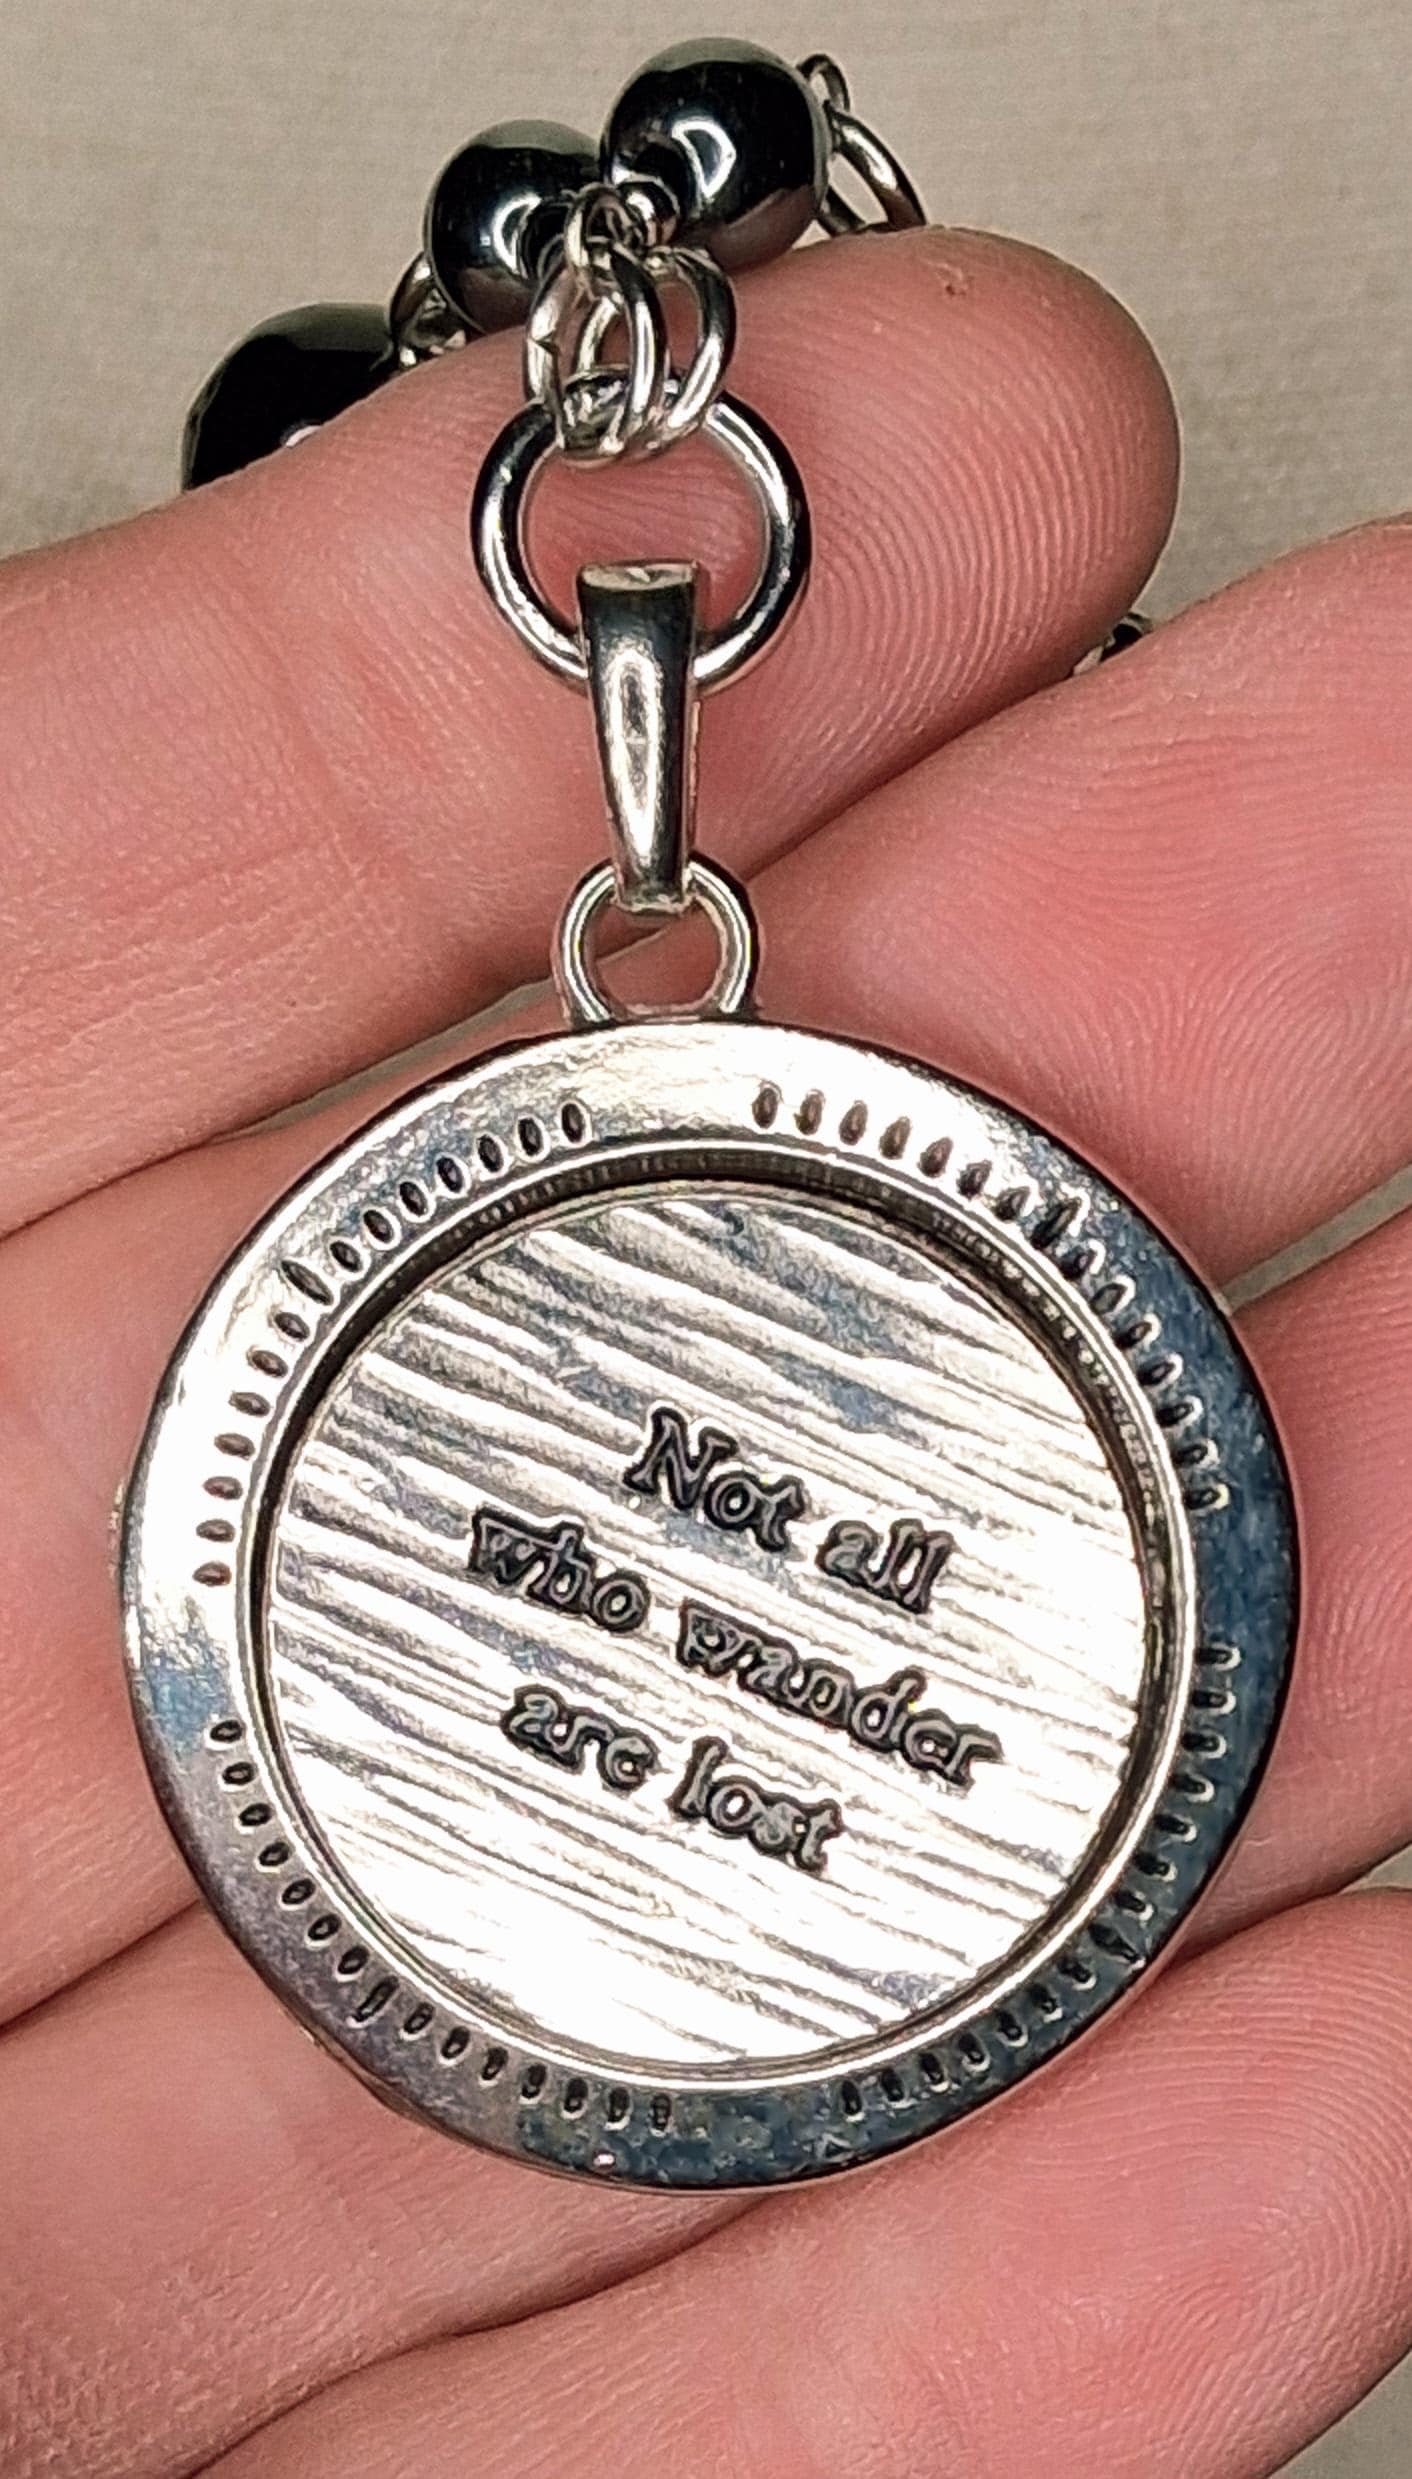 Not all
who wander
are lost